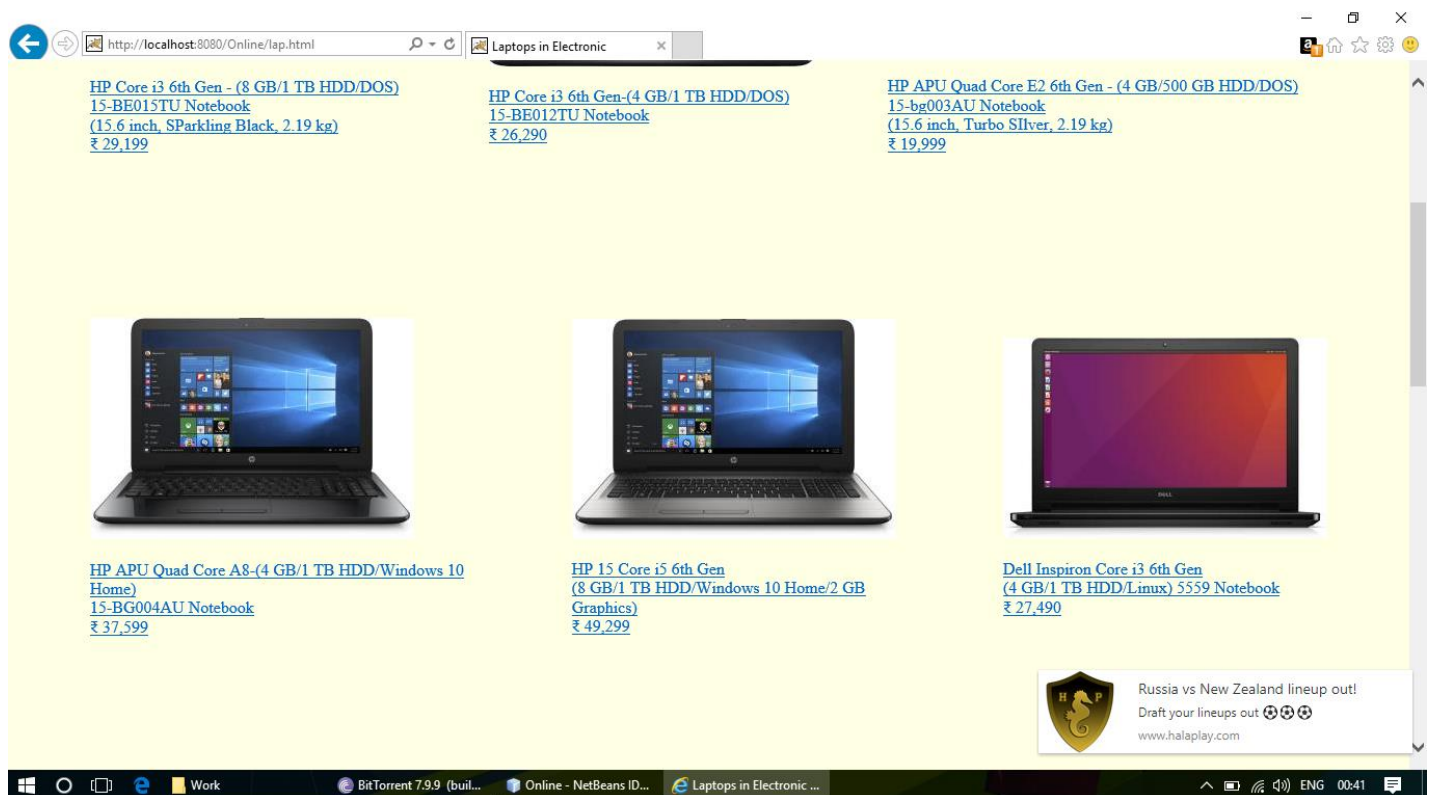 http://localhost:8080/Online/lap.html
Laptops in Electronic
HP Core i3 6th Gen - (8 GB/1 TB HDD/DOS)
15-BE015TU Notebook
(15.6 inch, SParkling Black, 2.19 kg)
₹ 29,199
HP Core i3 6th Gen-(4 GB/1 TB HDD/DOS)
15-BE012TU Notebook
₹ 26,290
HP APU Quad Core E2 6th Gen - (4 GB/500 GB HDD/DOS)
15-bg003AU Notebook
(15.6 inch, Turbo SIlver, 2.19 kg)
₹ 19,999
HP APU Quad Core A8-(4 GB/1 TB HDD/Windows 10
Home)
15-BG004AU Notebook
₹ 37,599
HP 15 Core i5 6th Gen
(8 GB/1 TB HDD/Windows 10 Home/2 GB
Graphics)
₹ 49,299
DELL
Dell Inspiron Core i3 6th Gen
(4 GB/1 TB HDD/Linux) 5559 Notebook
₹ 27,490
H P
Russia vs New Zealand lineup out!
Draft your lineups out ⚽⚽⚽
www.halaplay.com
Work
BitTorrent 7.9.9 (buil...
Online - NetBeans ID...
Laptops in Electronic ...
ENG
00:41